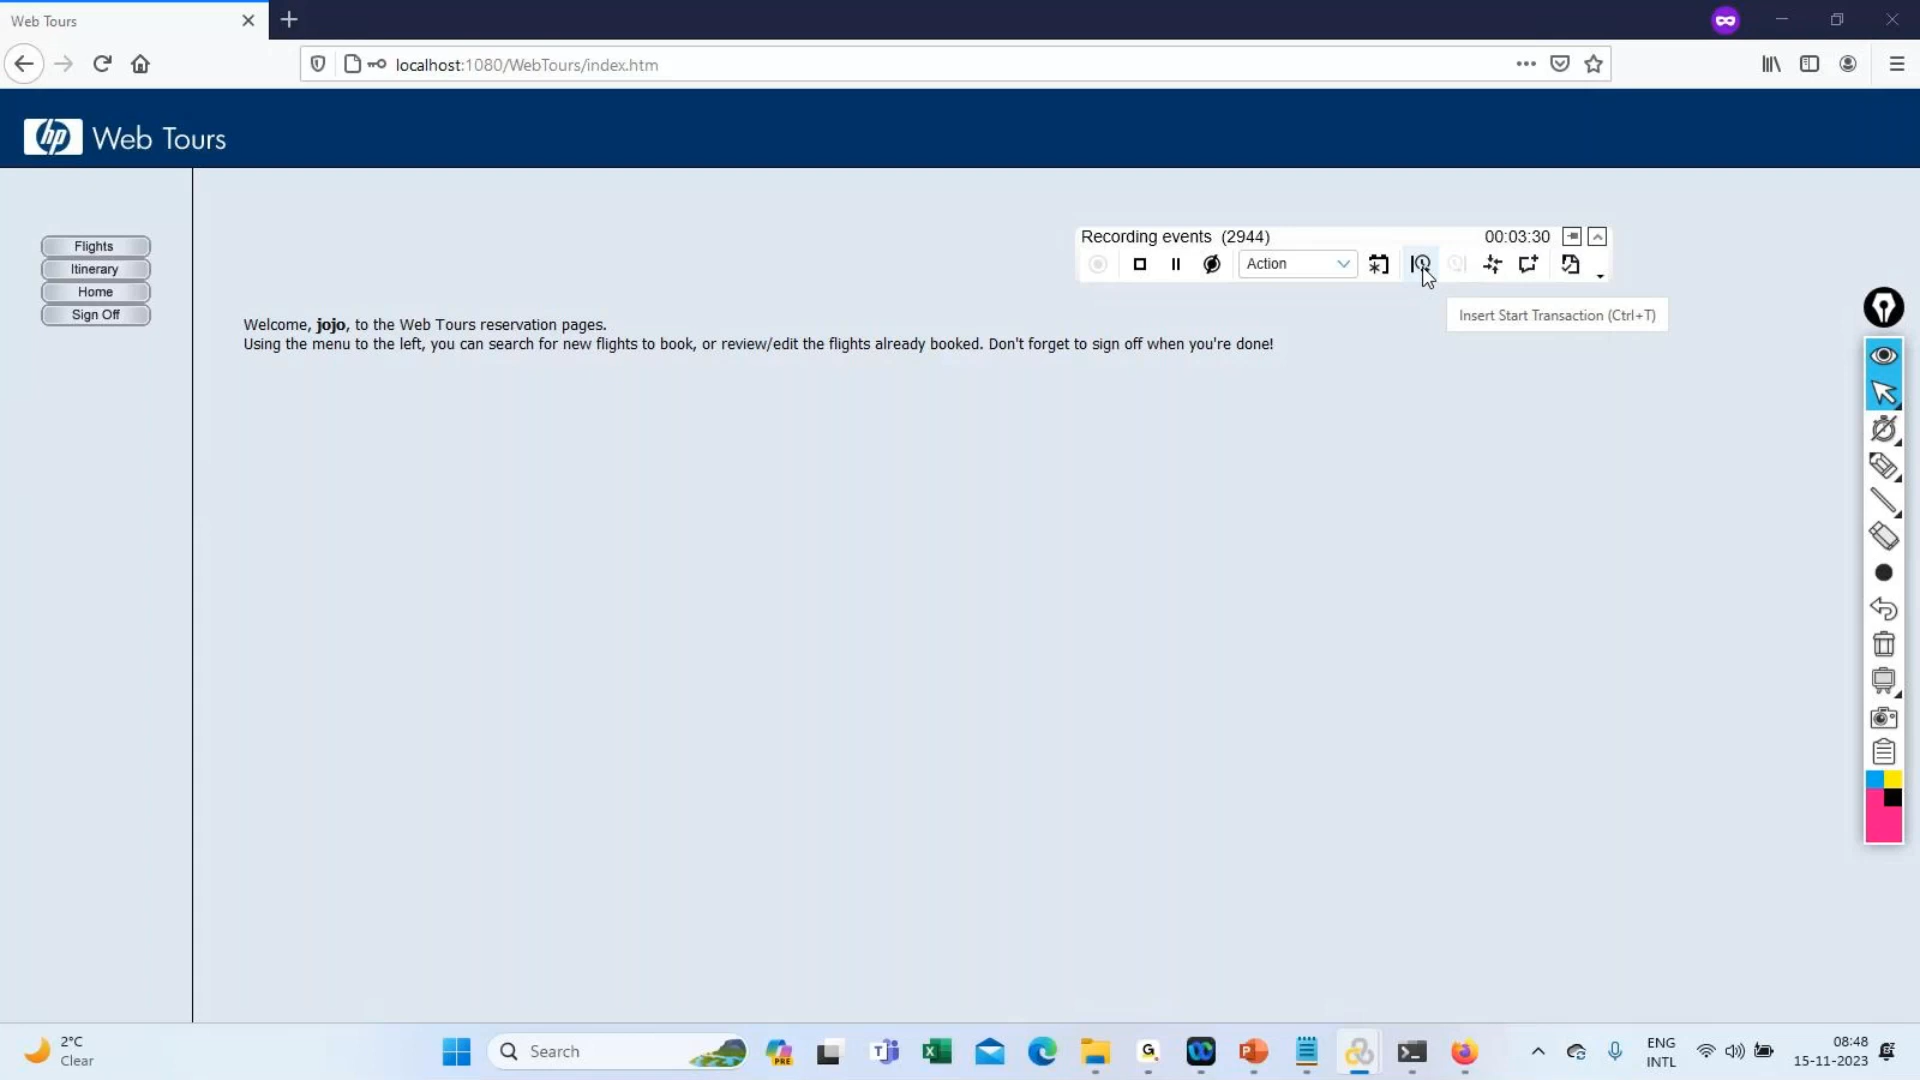 Web Tours
localhost:1080/WebTours/index.htm
hp Web Tours
Flights
Itinerary
Home
Sign Off
Recording events (2944) 00:03:30
Action
Insert Start Transaction (Ctrl+T)
Welcome, jojo, to the Web Tours reservation pages.
Using the menu to the left, you can search for new flights to book, or review/edit the flights already booked. Don't forget to sign off when you're done!
2°C
Clear
Search
PRE
ENG
INTL
08:48
15-11-2023